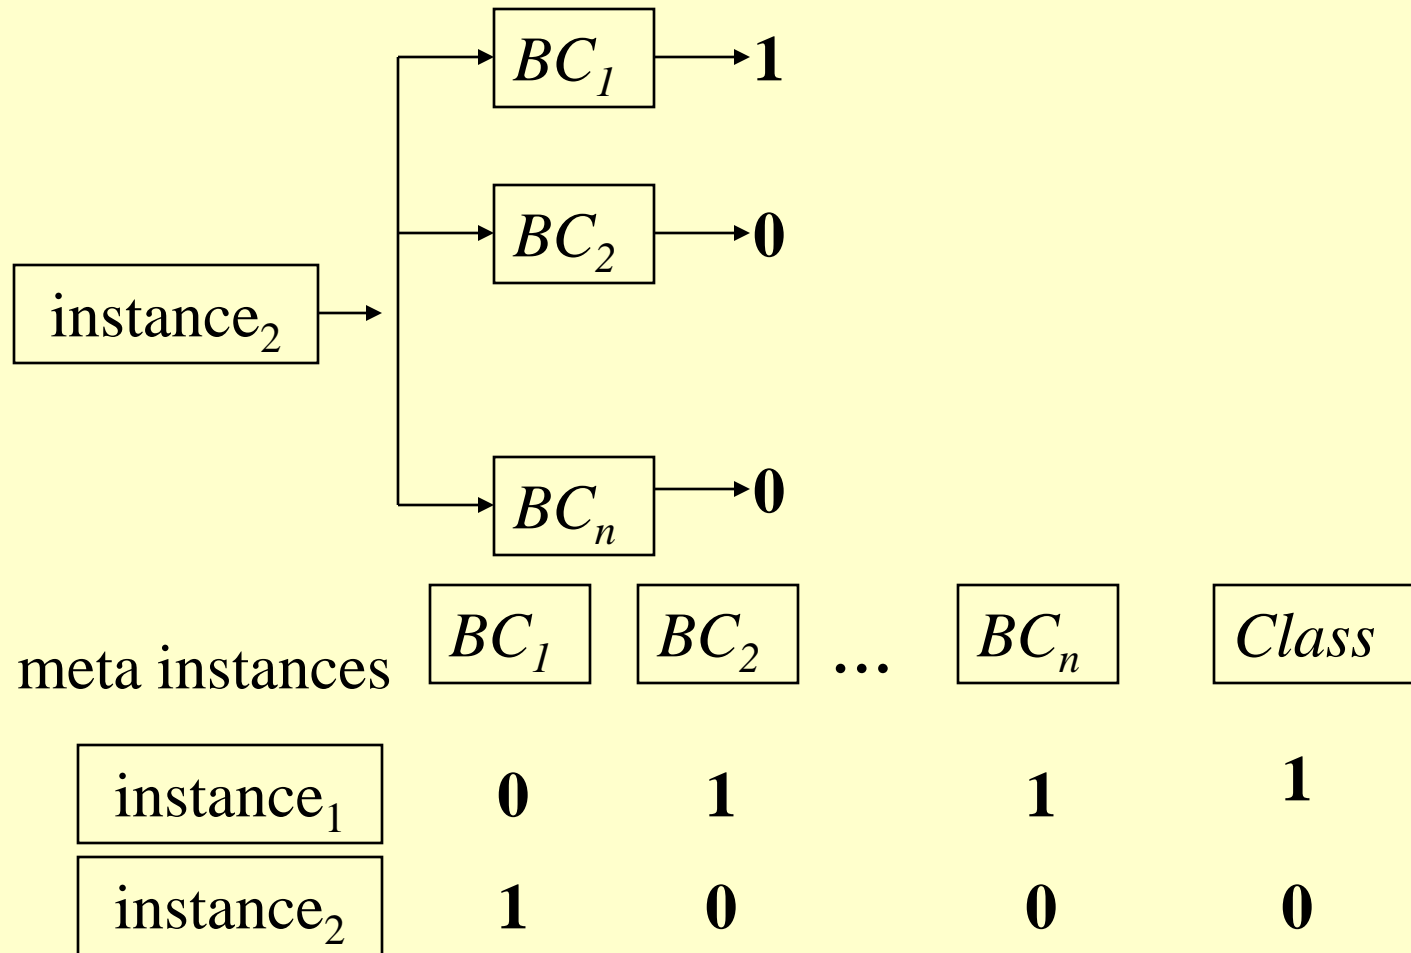 BC₁ 1
BC₂ 0
instance₂
BCₙ 0
meta instances BC₁ BC₂ ... BCₙ Class
instance₁ 0 1 1 1
instance₂ 1 0 0 0